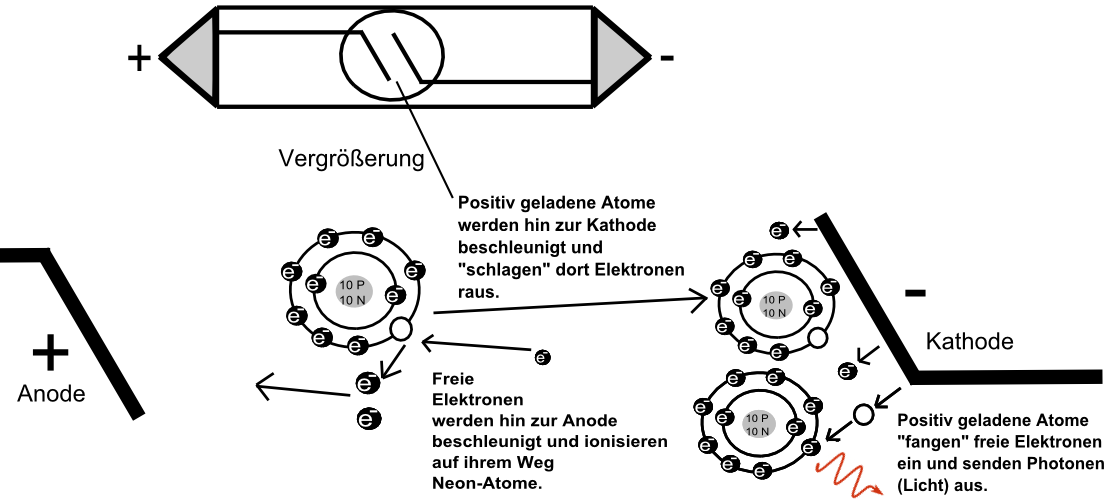 +
-
Vergrößerung
Positiv geladene Atome
werden hin zur Kathode
beschleunigt und
"schlagen" dort Elektronen
raus.
e-
e- e-
e- e-
e- e-
10 P
10 N
e-
e- e-
e- e-
e- e-
e- e-
10 P
10 N
e-
e- e-
-
+
Anode
Kathode
e-
e-
e-
e-
Freie
Elektronen
werden hin zur Anode
beschleunigt und ionisieren
auf ihrem Weg
Neon-Atome.
e- e-
e- e-
e- e-
10 P
10 N
e- e-
e- e-
Positiv geladene Atome
"fangen" freie Elektronen
ein und senden Photonen
(Licht) aus.